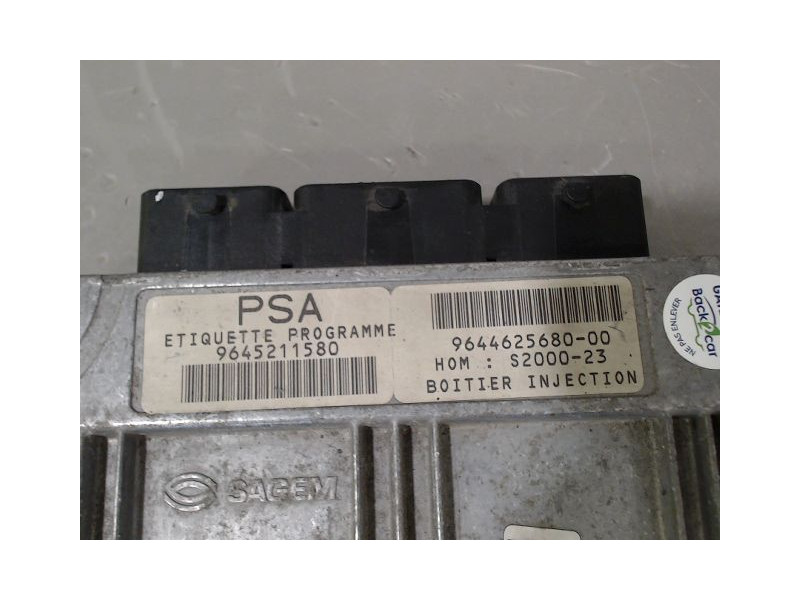 PSA
ETIQUETTE PROGRAMME
9645211580
9644625680-00
HOM : S2000-23
BOITIER INJECTION
SAGEM
Back2car
NE PAS ENLEVER